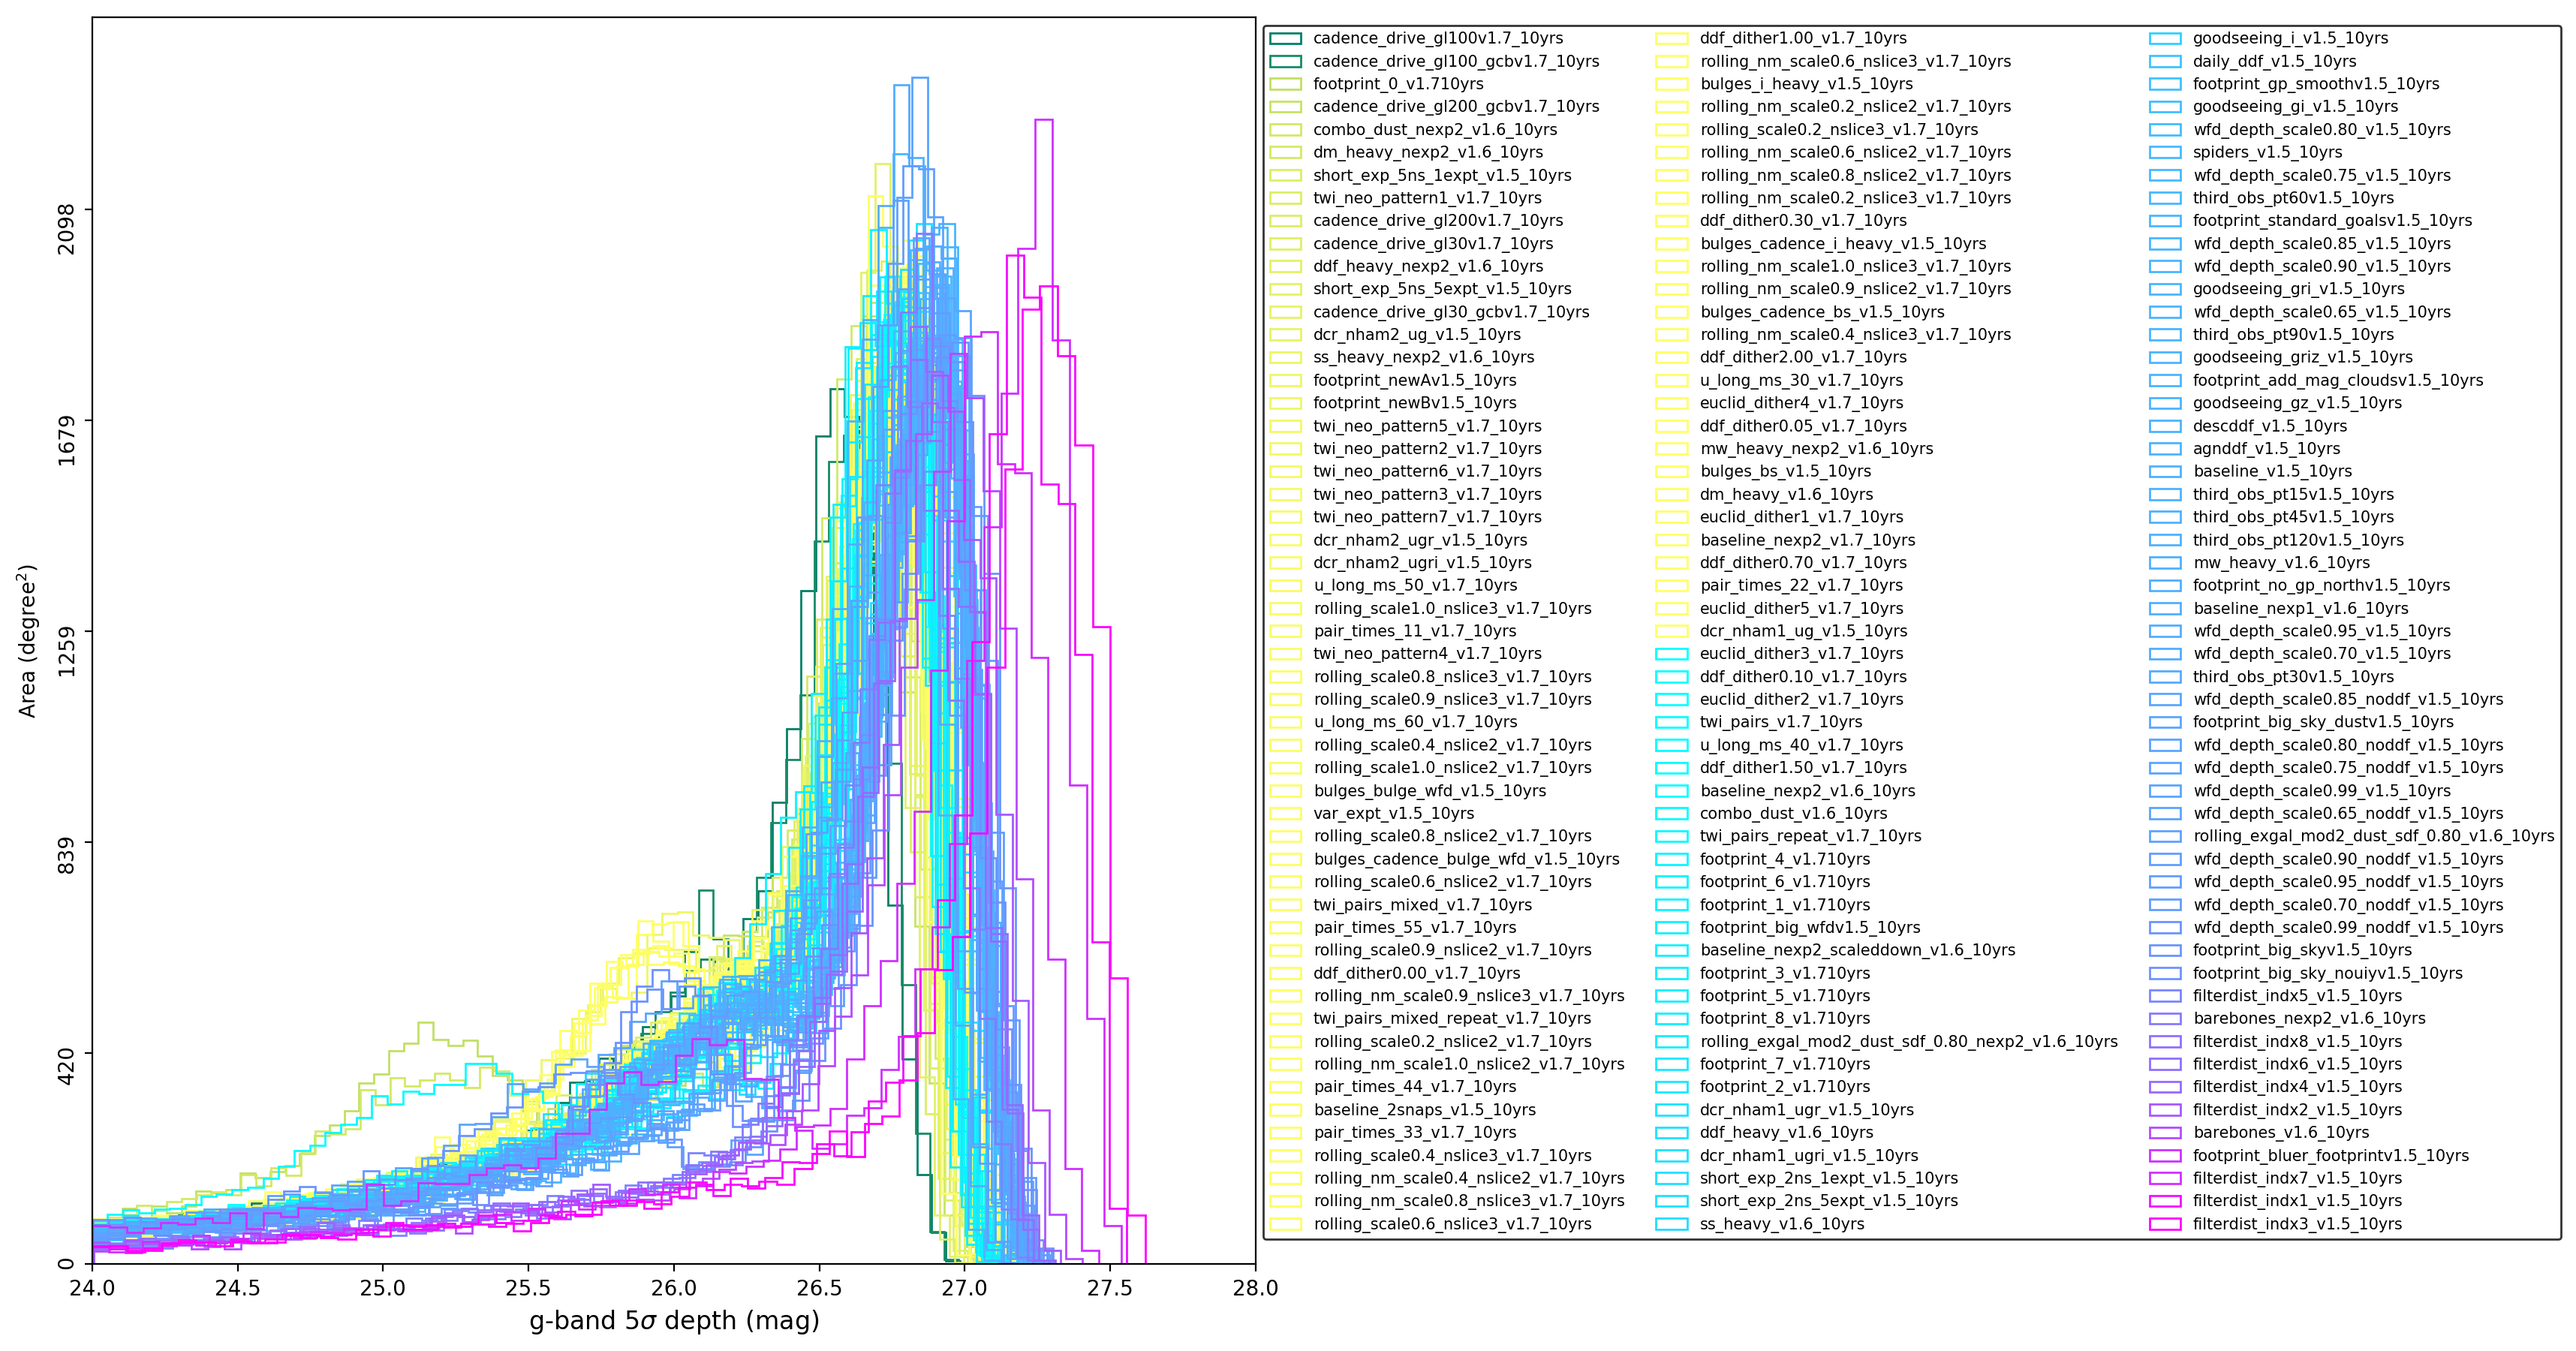 Area (degree²)
2098
1679
1259
839
420
0
24.0 24.5 25.0 25.5 26.0 26.5 27.0 27.5 28.0
g-band 5σ depth (mag)
cadence_drive_gl100v1.7_10yrs
cadence_drive_gl100_gcbv1.7_10yrs
footprint_0_v1.710yrs
cadence_drive_gl200_gcbv1.7_10yrs
combo_dust_nexp2_v1.6_10yrs
dm_heavy_nexp2_v1.6_10yrs
short_exp_5ns_1expt_v1.5_10yrs
twi_neo_pattern1_v1.7_10yrs
cadence_drive_gl200v1.7_10yrs
cadence_drive_gl30v1.7_10yrs
ddf_heavy_nexp2_v1.6_10yrs
short_exp_5ns_5expt_v1.5_10yrs
cadence_drive_gl30_gcbv1.7_10yrs
dcr_nham2_ug_v1.5_10yrs
ss_heavy_nexp2_v1.6_10yrs
footprint_newAv1.5_10yrs
footprint_newBv1.5_10yrs
twi_neo_pattern5_v1.7_10yrs
twi_neo_pattern2_v1.7_10yrs
twi_neo_pattern6_v1.7_10yrs
twi_neo_pattern3_v1.7_10yrs
twi_neo_pattern7_v1.7_10yrs
dcr_nham2_ugr_v1.5_10yrs
dcr_nham2_ugri_v1.5_10yrs
u_long_ms_50_v1.7_10yrs
rolling_scale1.0_nslice3_v1.7_10yrs
pair_times_11_v1.7_10yrs
twi_neo_pattern4_v1.7_10yrs
rolling_scale0.8_nslice3_v1.7_10yrs
rolling_scale0.9_nslice3_v1.7_10yrs
u_long_ms_60_v1.7_10yrs
rolling_scale0.4_nslice2_v1.7_10yrs
rolling_scale1.0_nslice2_v1.7_10yrs
bulges_bulge_wfd_v1.5_10yrs
var_expt_v1.5_10yrs
rolling_scale0.8_nslice2_v1.7_10yrs
bulges_cadence_bulge_wfd_v1.5_10yrs
rolling_scale0.6_nslice2_v1.7_10yrs
twi_pairs_mixed_v1.7_10yrs
pair_times_55_v1.7_10yrs
rolling_scale0.9_nslice2_v1.7_10yrs
ddf_dither0.00_v1.7_10yrs
rolling_nm_scale0.9_nslice3_v1.7_10yrs
twi_pairs_mixed_repeat_v1.7_10yrs
rolling_scale0.2_nslice2_v1.7_10yrs
rolling_nm_scale1.0_nslice2_v1.7_10yrs
pair_times_44_v1.7_10yrs
baseline_2snaps_v1.5_10yrs
pair_times_33_v1.7_10yrs
rolling_scale0.4_nslice3_v1.7_10yrs
rolling_nm_scale0.4_nslice2_v1.7_10yrs
rolling_nm_scale0.8_nslice3_v1.7_10yrs
rolling_scale0.6_nslice3_v1.7_10yrs
ddf_dither1.00_v1.7_10yrs
rolling_nm_scale0.6_nslice3_v1.7_10yrs
bulges_i_heavy_v1.5_10yrs
rolling_nm_scale0.2_nslice2_v1.7_10yrs
rolling_scale0.2_nslice3_v1.7_10yrs
rolling_nm_scale0.6_nslice2_v1.7_10yrs
rolling_nm_scale0.8_nslice2_v1.7_10yrs
rolling_nm_scale0.2_nslice3_v1.7_10yrs
ddf_dither0.30_v1.7_10yrs
bulges_cadence_i_heavy_v1.5_10yrs
rolling_nm_scale1.0_nslice3_v1.7_10yrs
rolling_nm_scale0.9_nslice2_v1.7_10yrs
bulges_cadence_bs_v1.5_10yrs
rolling_nm_scale0.4_nslice3_v1.7_10yrs
ddf_dither2.00_v1.7_10yrs
u_long_ms_30_v1.7_10yrs
euclid_dither4_v1.7_10yrs
ddf_dither0.05_v1.7_10yrs
mw_heavy_nexp2_v1.6_10yrs
bulges_bs_v1.5_10yrs
dm_heavy_v1.6_10yrs
euclid_dither1_v1.7_10yrs
baseline_nexp2_v1.7_10yrs
ddf_dither0.70_v1.7_10yrs
pair_times_22_v1.7_10yrs
euclid_dither5_v1.7_10yrs
dcr_nham1_ug_v1.5_10yrs
euclid_dither3_v1.7_10yrs
ddf_dither0.10_v1.7_10yrs
euclid_dither2_v1.7_10yrs
twi_pairs_v1.7_10yrs
u_long_ms_40_v1.7_10yrs
ddf_dither1.50_v1.7_10yrs
baseline_nexp2_v1.6_10yrs
combo_dust_v1.6_10yrs
twi_pairs_repeat_v1.7_10yrs
footprint_4_v1.710yrs
footprint_6_v1.710yrs
footprint_1_v1.710yrs
footprint_big_wfdv1.5_10yrs
baseline_nexp2_scaleddown_v1.6_10yrs
footprint_3_v1.710yrs
footprint_5_v1.710yrs
footprint_8_v1.710yrs
rolling_exgal_mod2_dust_sdf_0.80_nexp2_v1.6_10yrs
footprint_7_v1.710yrs
footprint_2_v1.710yrs
dcr_nham1_ugr_v1.5_10yrs
ddf_heavy_v1.6_10yrs
dcr_nham1_ugri_v1.5_10yrs
short_exp_2ns_1expt_v1.5_10yrs
short_exp_2ns_5expt_v1.5_10yrs
ss_heavy_v1.6_10yrs
goodseeing_i_v1.5_10yrs
daily_ddf_v1.5_10yrs
footprint_gp_smoothv1.5_10yrs
goodseeing_gi_v1.5_10yrs
wfd_depth_scale0.80_v1.5_10yrs
spiders_v1.5_10yrs
wfd_depth_scale0.75_v1.5_10yrs
third_obs_pt60v1.5_10yrs
footprint_standard_goalsv1.5_10yrs
wfd_depth_scale0.85_v1.5_10yrs
wfd_depth_scale0.90_v1.5_10yrs
goodseeing_gri_v1.5_10yrs
wfd_depth_scale0.65_v1.5_10yrs
third_obs_pt90v1.5_10yrs
goodseeing_griz_v1.5_10yrs
footprint_add_mag_cloudsv1.5_10yrs
goodseeing_gz_v1.5_10yrs
descddf_v1.5_10yrs
agnddf_v1.5_10yrs
baseline_v1.5_10yrs
third_obs_pt15v1.5_10yrs
third_obs_pt45v1.5_10yrs
third_obs_pt120v1.5_10yrs
mw_heavy_v1.6_10yrs
footprint_no_gp_northv1.5_10yrs
baseline_nexp1_v1.6_10yrs
wfd_depth_scale0.95_v1.5_10yrs
wfd_depth_scale0.70_v1.5_10yrs
third_obs_pt30v1.5_10yrs
wfd_depth_scale0.85_noddf_v1.5_10yrs
footprint_big_sky_dustv1.5_10yrs
wfd_depth_scale0.80_noddf_v1.5_10yrs
wfd_depth_scale0.75_noddf_v1.5_10yrs
wfd_depth_scale0.99_v1.5_10yrs
wfd_depth_scale0.65_noddf_v1.5_10yrs
rolling_exgal_mod2_dust_sdf_0.80_v1.6_10yrs
wfd_depth_scale0.90_noddf_v1.5_10yrs
wfd_depth_scale0.95_noddf_v1.5_10yrs
wfd_depth_scale0.70_noddf_v1.5_10yrs
wfd_depth_scale0.99_noddf_v1.5_10yrs
footprint_big_skyv1.5_10yrs
footprint_big_sky_nouiyv1.5_10yrs
filterdist_indx5_v1.5_10yrs
barebones_nexp2_v1.6_10yrs
filterdist_indx8_v1.5_10yrs
filterdist_indx6_v1.5_10yrs
filterdist_indx4_v1.5_10yrs
filterdist_indx2_v1.5_10yrs
barebones_v1.6_10yrs
footprint_bluer_footprintv1.5_10yrs
filterdist_indx7_v1.5_10yrs
filterdist_indx1_v1.5_10yrs
filterdist_indx3_v1.5_10yrs